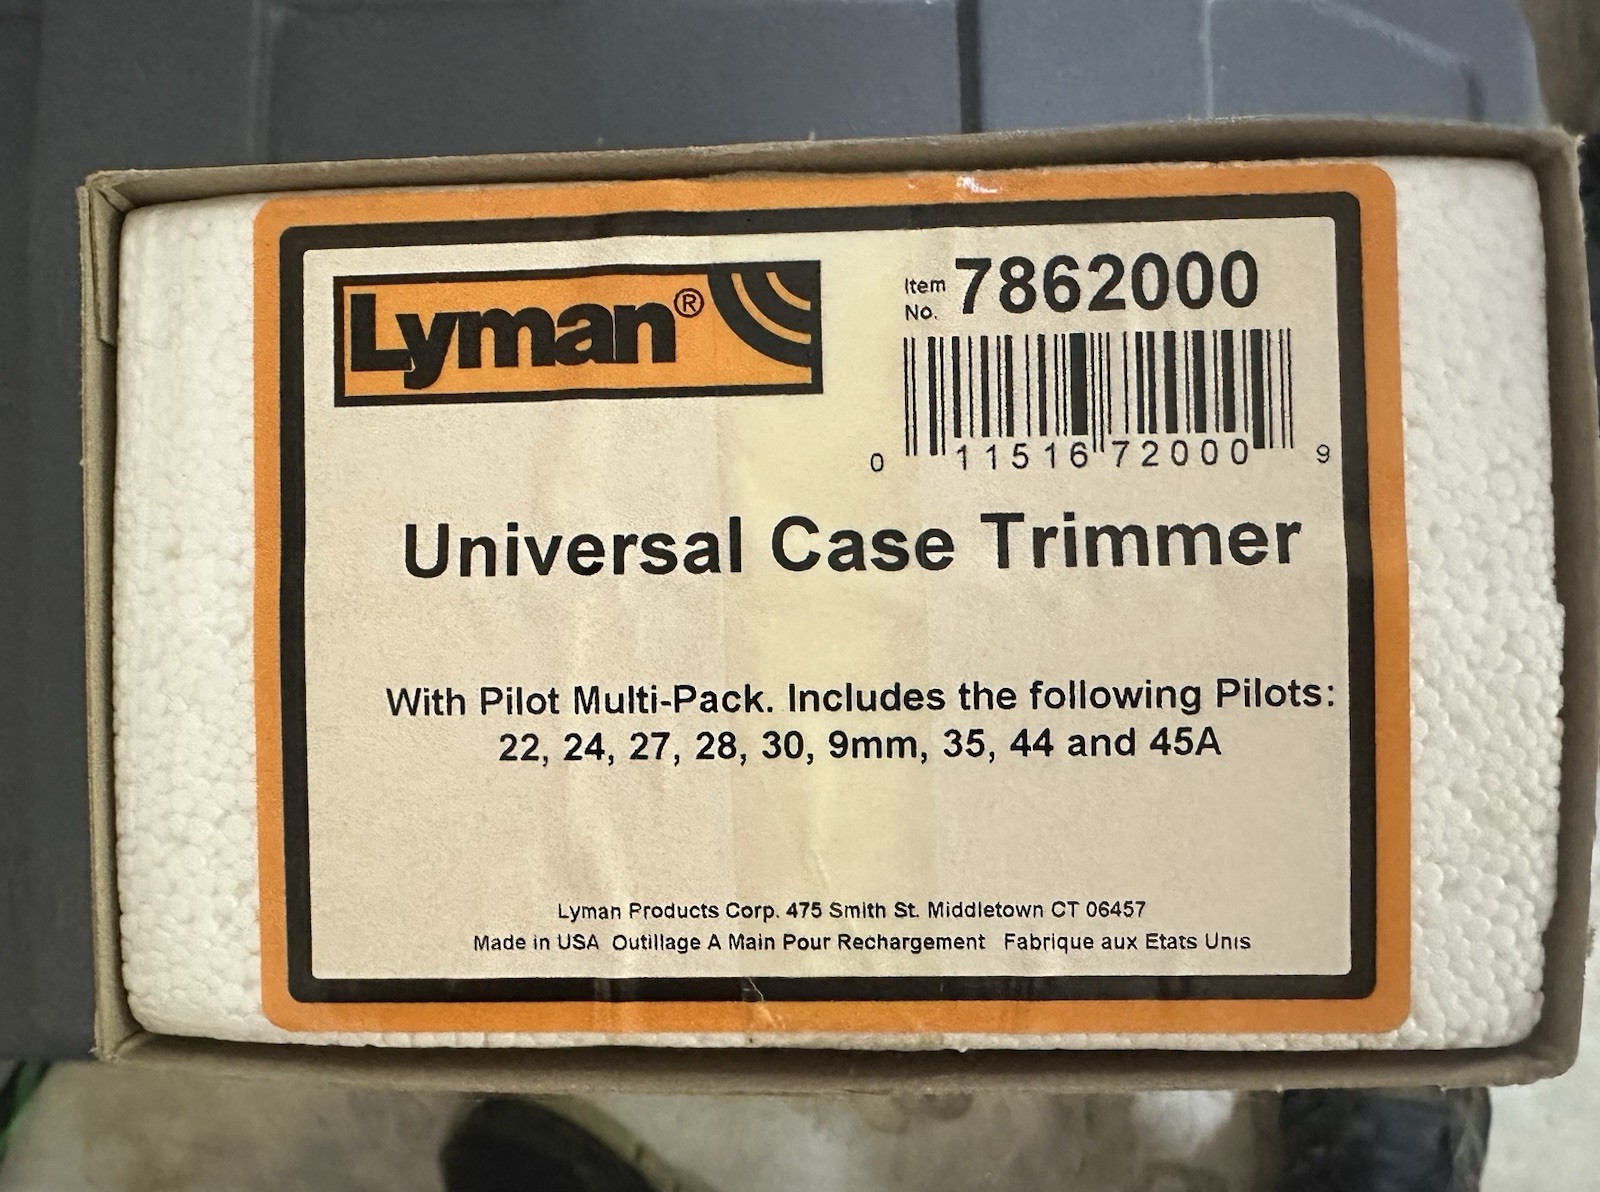 Lyman®
Item No. 7862000
0 11516 72000 9
Universal Case Trimmer
With Pilot Multi-Pack. Includes the following Pilots:
22, 24, 27, 28, 30, 9mm, 35, 44 and 45A
Lyman Products Corp. 475 Smith St. Middletown CT 06457
Made in USA Outillage A Main Pour Rechargement Fabrique aux Etats Unis